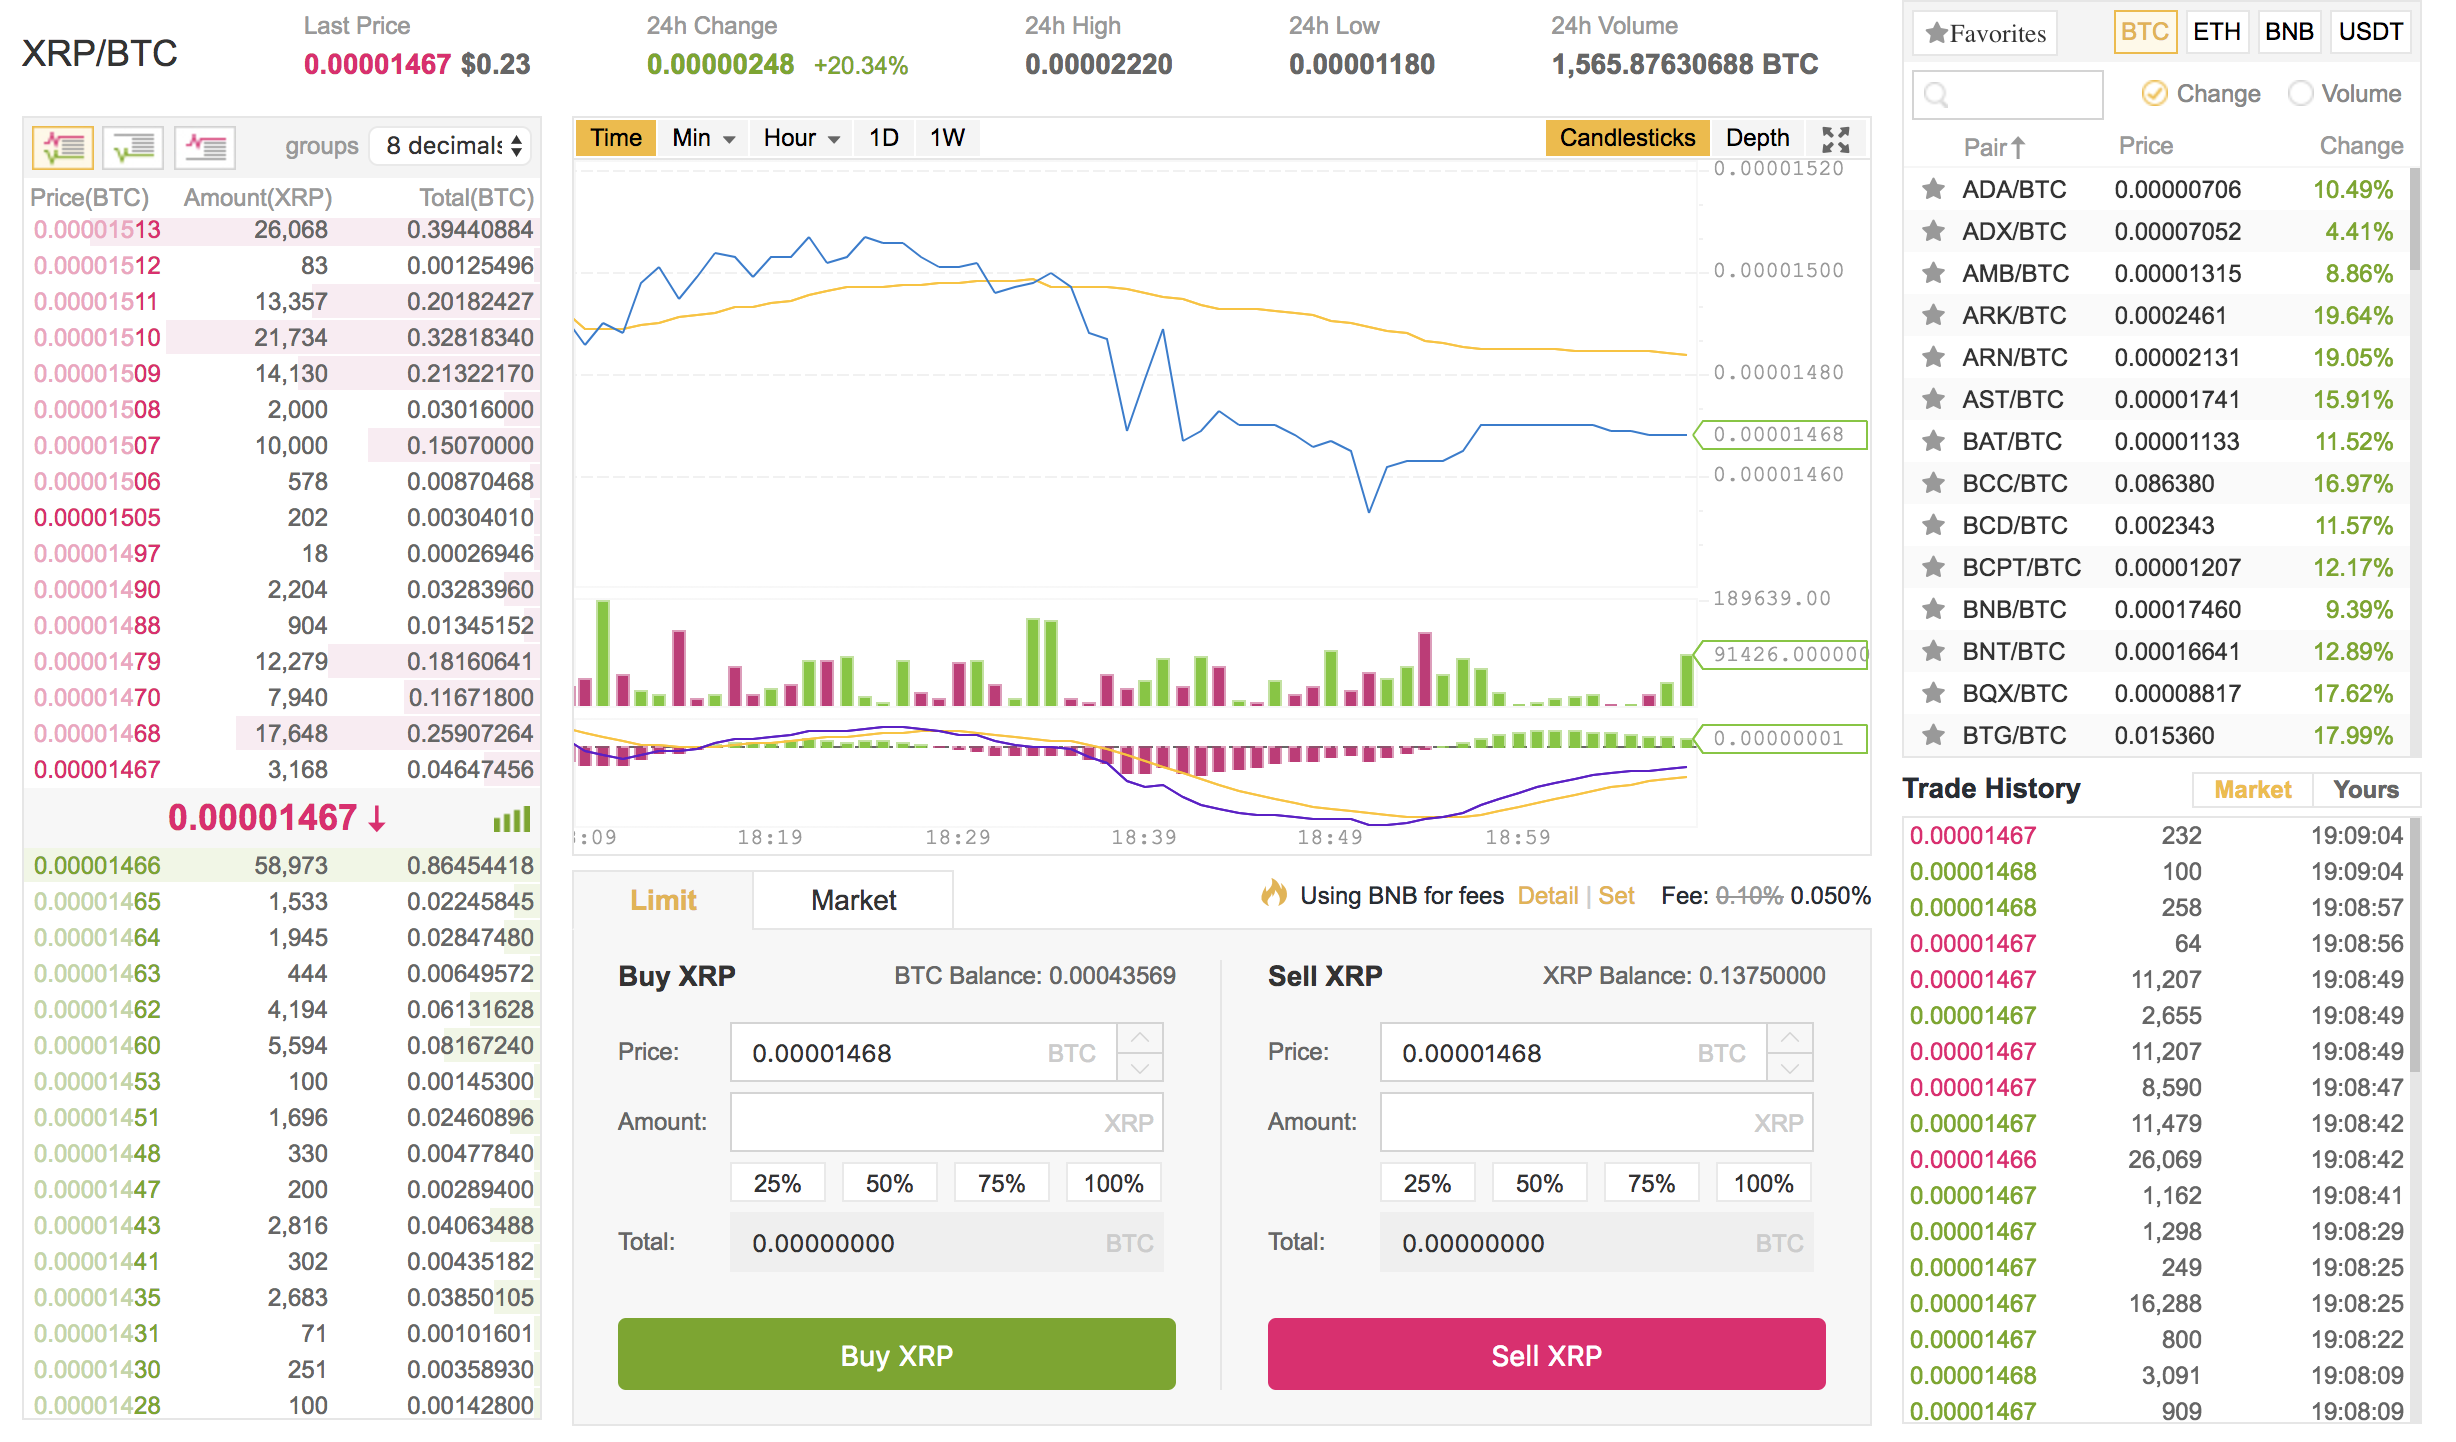 XRP/BTC
Last Price
0.00001467 $0.23
24h Change
0.00000248 +20.34%
24h High
0.00002220
24h Low
0.00001180
24h Volume
1,565.87630688 BTC
groups 8 decimals
Price(BTC) Amount(XRP) Total(BTC)
0.00001513 26,068 0.39440884
0.00001512 83 0.00125496
0.00001511 13,357 0.20182427
0.00001510 21,734 0.32818340
0.00001509 14,130 0.21322170
0.00001508 2,000 0.03016000
0.00001507 10,000 0.15070000
0.00001506 578 0.00870468
0.00001505 202 0.00304010
0.00001497 18 0.00026946
0.00001490 2,204 0.03283960
0.00001488 904 0.01345152
0.00001479 12,279 0.18160641
0.00001470 7,940 0.11671800
0.00001468 17,648 0.25907264
0.00001467 3,168 0.04647456
0.00001467 ↓
0.00001466 58,973 0.86454418
0.00001465 1,533 0.02245845
0.00001464 1,945 0.02847480
0.00001463 444 0.00649572
0.00001462 4,194 0.06131628
0.00001460 5,594 0.08167240
0.00001453 100 0.00145300
0.00001451 1,696 0.02460896
0.00001448 330 0.00477840
0.00001447 200 0.00289400
0.00001443 2,816 0.04063488
0.00001441 302 0.00435182
0.00001435 2,683 0.03850105
0.00001431 71 0.00101601
0.00001430 251 0.00358930
0.00001428 100 0.00142800
Time Min Hour 1D 1W
Candlesticks Depth
0.00001520
0.00001500
0.00001480
0.00001468
0.00001460
189639.00
91426.000000
0.00000001
:09 18:19 18:29 18:39 18:49 18:59
Limit Market
Using BNB for fees Detail | Set Fee: 0.10% 0.050%
Buy XRP BTC Balance: 0.00043569
Price: 0.00001468 BTC
Amount: XRP
25% 50% 75% 100%
Total: 0.00000000 BTC
Buy XRP
Sell XRP XRP Balance: 0.13750000
Price: 0.00001468 BTC
Amount: XRP
25% 50% 75% 100%
Total: 0.00000000 BTC
Sell XRP
Favorites BTC ETH BNB USDT
Change Volume
Pair↑ Price Change
ADA/BTC 0.00000706 10.49%
ADX/BTC 0.00007052 4.41%
AMB/BTC 0.00001315 8.86%
ARK/BTC 0.0002461 19.64%
ARN/BTC 0.00002131 19.05%
AST/BTC 0.00001741 15.91%
BAT/BTC 0.00001133 11.52%
BCC/BTC 0.086380 16.97%
BCD/BTC 0.002343 11.57%
BCPT/BTC 0.00001207 12.17%
BNB/BTC 0.00017460 9.39%
BNT/BTC 0.00016641 12.89%
BQX/BTC 0.00008817 17.62%
BTG/BTC 0.015360 17.99%
Trade History Market Yours
0.00001467 232 19:09:04
0.00001468 100 19:09:04
0.00001468 258 19:08:57
0.00001467 64 19:08:56
0.00001467 11,207 19:08:49
0.00001467 2,655 19:08:49
0.00001467 11,207 19:08:49
0.00001467 8,590 19:08:47
0.00001467 11,479 19:08:42
0.00001466 26,069 19:08:42
0.00001467 1,162 19:08:41
0.00001467 1,298 19:08:29
0.00001467 249 19:08:25
0.00001467 16,288 19:08:25
0.00001467 800 19:08:22
0.00001468 3,091 19:08:09
0.00001467 909 19:08:09